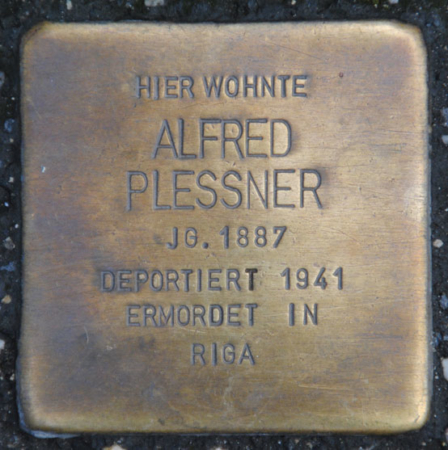 HIER WOHNTE
ALFRED
PLESSNER
JG. 1887
DEPORTIERT 1941
ERMORDET IN
RIGA